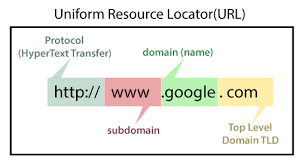 Uniform Resource Locator(URL)
Protocol
(HyperText Transfer)
domain (name)
http:// www .google . com
subdomain
Top Level
Domain TLD